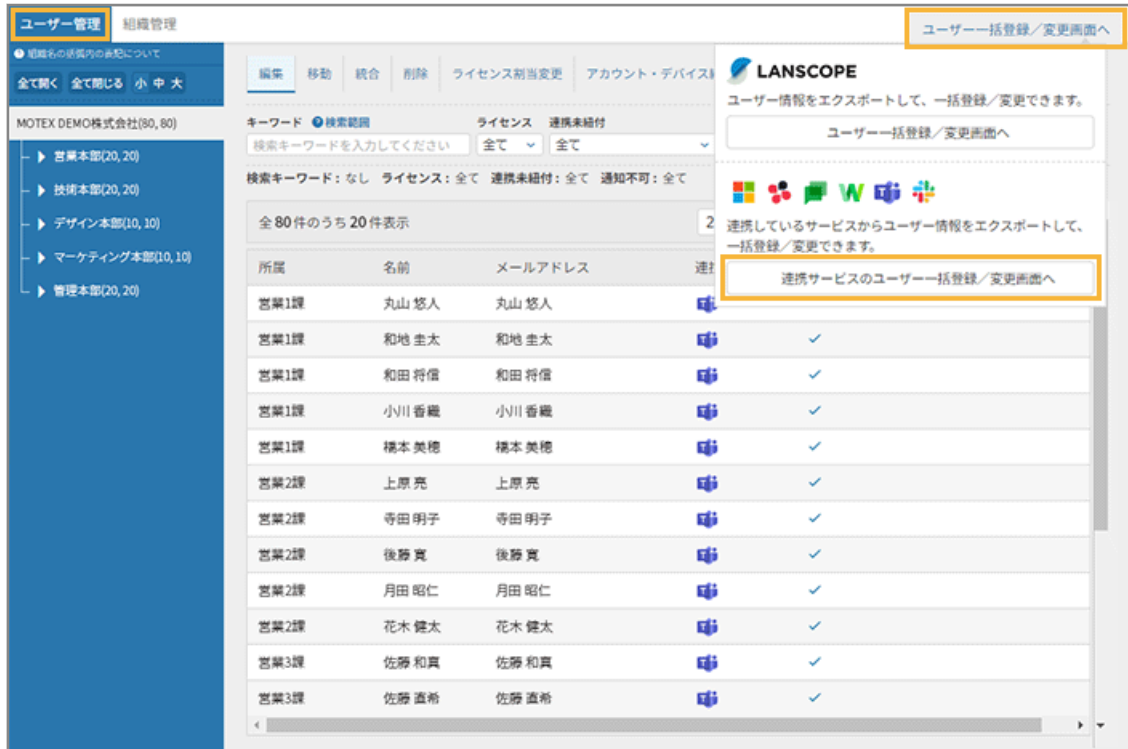 ユーザー管理 組織管理 ユーザー一括登録／変更画面へ
組織名の括弧内の表記について
全て開く 全て閉じる 小 中 大
MOTEX DEMO株式会社(80, 80)
営業本部(20, 20)
技術本部(20, 20)
デザイン本部(10, 10)
マーケティング本部(10, 10)
管理本部(20, 20)
編集 移動 統合 削除 ライセンス割当変更 アカウント・デバイス
キーワード ?検索範囲 ライセンス 連携未紐付
検索キーワードを入力してください 全て 全て
検索キーワード：なし ライセンス：全て 連携未紐付：全て 通知不可：全て
全 80 件のうち 20 件表示 2
所属 名前 メールアドレス
営業1課 丸山 悠人 丸山 悠人
営業1課 和地 圭太 和地 圭太
営業1課 和田 将信 和田 将信
営業1課 小川 香織 小川 香織
営業1課 橋本 美穂 橋本 美穂
営業2課 上原 亮 上原 亮
営業2課 寺田 明子 寺田 明子
営業2課 後藤 寛 後藤 寛
営業2課 月田 昭仁 月田 昭仁
営業2課 花木 健太 花木 健太
営業3課 佐藤 和真 佐藤 和真
営業3課 佐藤 直希 佐藤 直希
LANSCOPE
ユーザー情報をエクスポートして、一括登録／変更できます。
ユーザー一括登録／変更画面へ
連携しているサービスからユーザー情報をエクスポートして、
一括登録／変更できます。
連携サービスのユーザー一括登録／変更画面へ